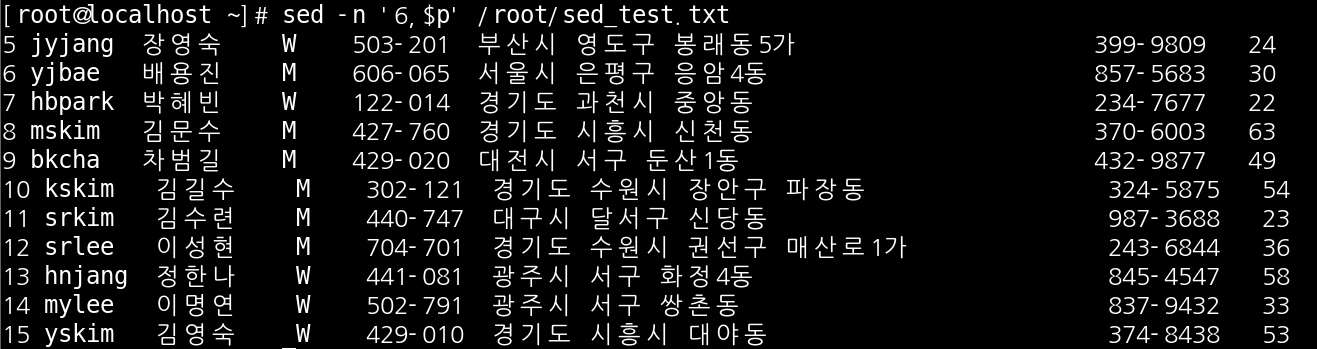 [root@localhost ~]# sed -n '6,$p' /root/sed_test.txt
5 jyjang 장영숙 W 503-201 부산시 영도구 봉래동5가 399-9809 24
6 yjbae 배용진 M 606-065 서울시 은평구 응암4동 857-5683 30
7 hbpark 박혜빈 W 122-014 경기도 과천시 중앙동 234-7677 22
8 mskim 김문수 M 427-760 경기도 시흥시 신천동 370-6003 63
9 bkcha 차범길 M 429-020 대전시 서구 둔산1동 432-9877 49
10 kskim 김길수 M 302-121 경기도 수원시 장안구 파장동 324-5875 54
11 srkim 김수련 M 440-747 대구시 달서구 신당동 987-3688 23
12 srlee 이성현 M 704-701 경기도 수원시 권선구 매산로1가 243-6844 36
13 hnjang 정한나 W 441-081 광주시 서구 화정4동 845-4547 58
14 mylee 이명연 W 502-791 광주시 서구 쌍촌동 837-9432 33
15 yskim 김영숙 W 429-010 경기도 시흥시 대야동 374-8438 53